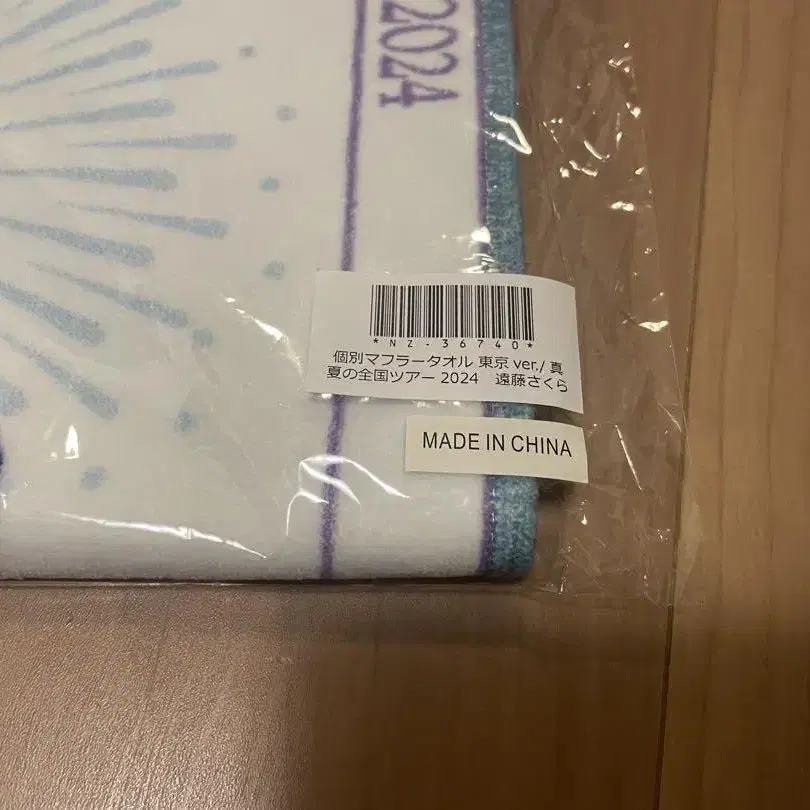 2024
*NZ-36740*
個別マフラータオル 東京 ver./ 真
夏の全国ツアー 2024　遠藤さくら
MADE IN CHINA